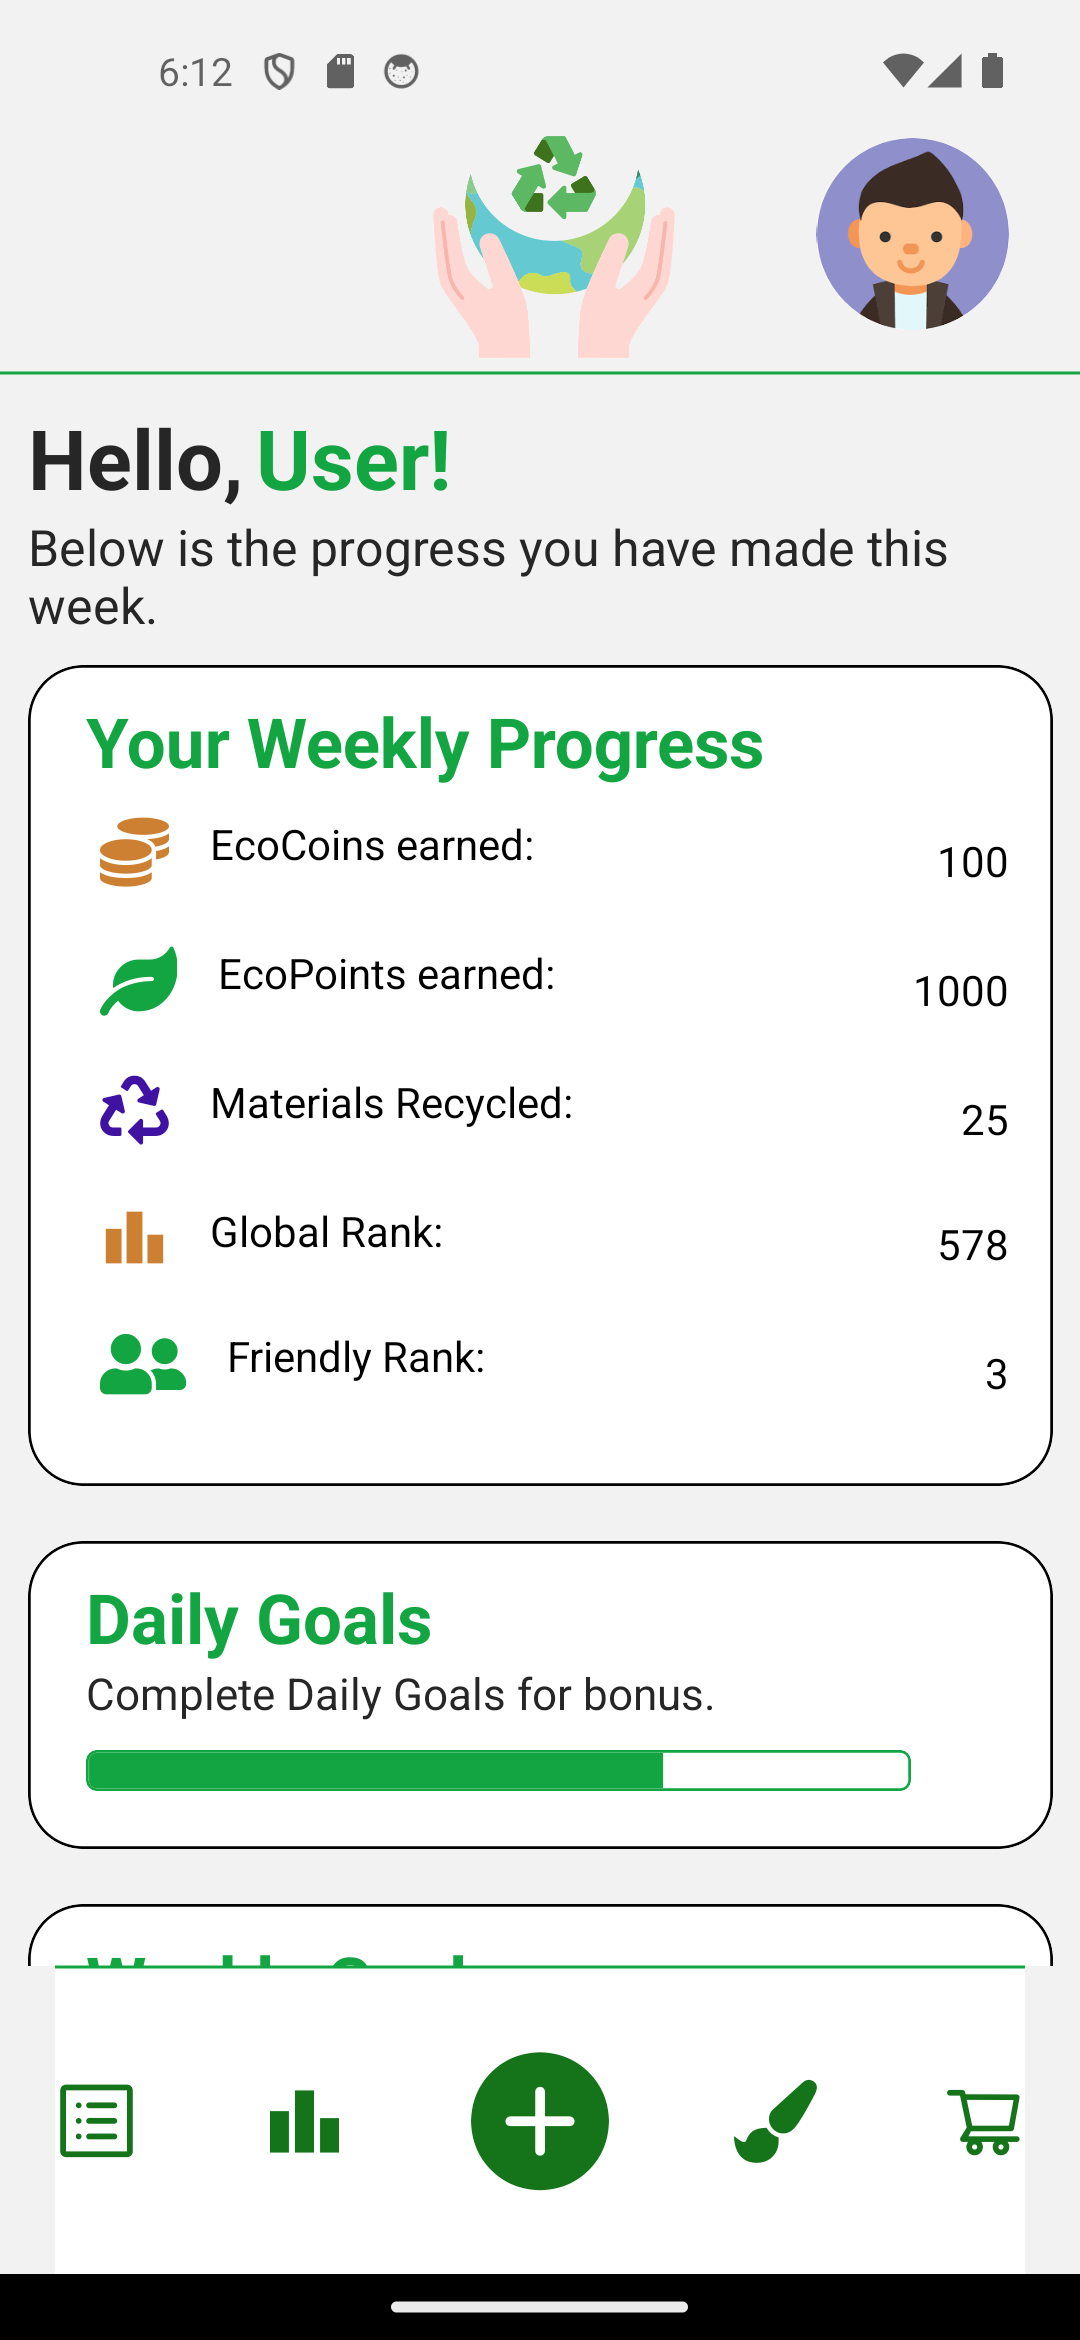 6:12
Hello, User!
Below is the progress you have made this
week.
Your Weekly Progress
EcoCoins earned:
100
EcoPoints earned:
1000
Materials Recycled:
25
Global Rank:
578
Friendly Rank:
3
Daily Goals
Complete Daily Goals for bonus.